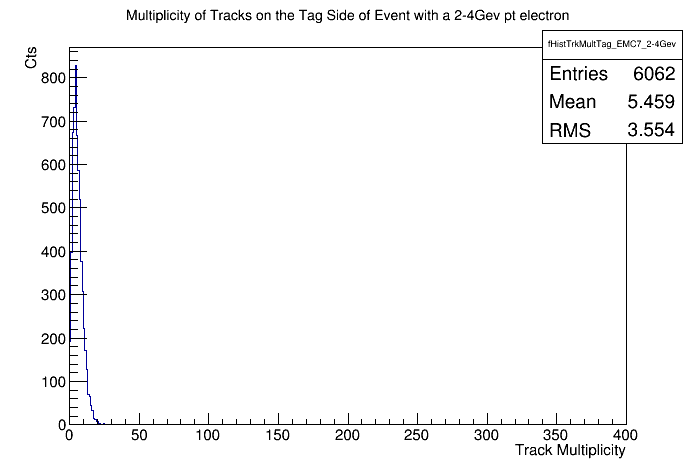 Multiplicity of Tracks on the Tag Side of Event with a 2-4Gev pt electron
Cts
fHistTrkMultTag_EMC7_2-4Gev
Entries 6062
Mean 5.459
RMS 3.554
800
700
600
500
400
300
200
100
0
0 50 100 150 200 250 300 350 400
Track Multiplicity